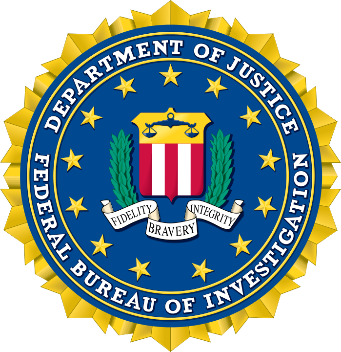 DEPARTMENT OF JUSTICE
FIDELITY
BRAVERY
INTEGRITY
FEDERAL BUREAU OF INVESTIGATION